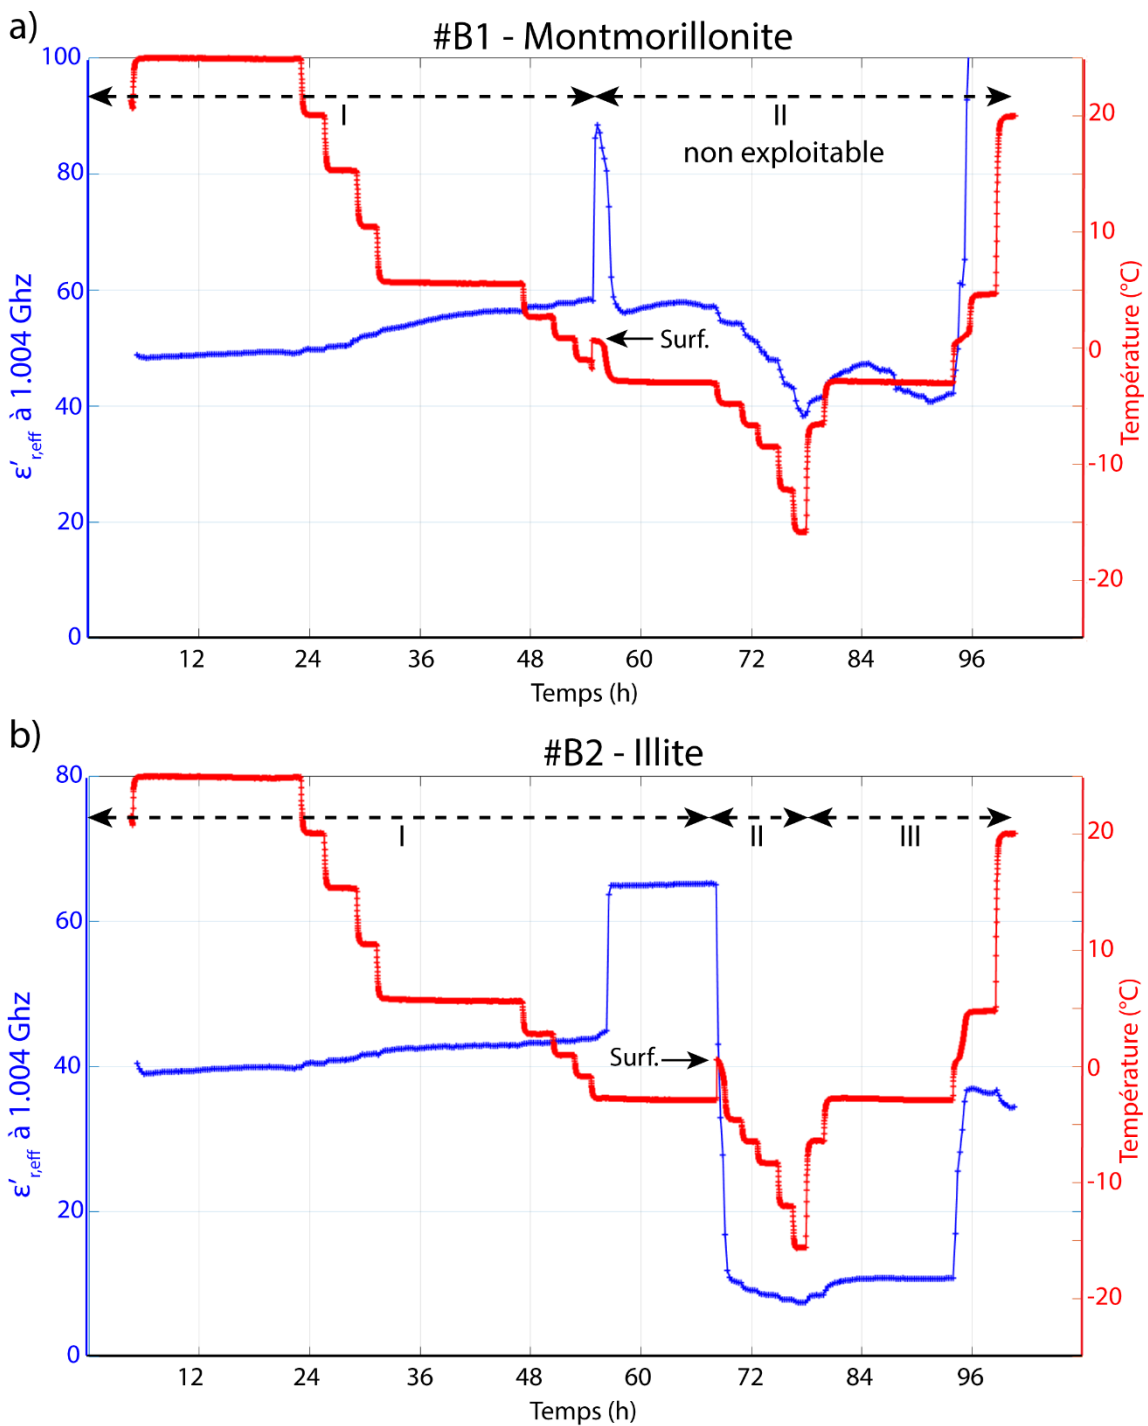 a)
#B1 - Montmorillonite
100
80
60
40
20
0
ε'r,eff à 1.004 Ghz
I
II
non exploitable
Surf.
20
10
0
-10
-20
Température (°C)
12 24 36 48 60 72 84 96
Temps (h)
b)
#B2 - Illite
80
60
40
20
0
ε'r,eff à 1.004 Ghz
I
II
III
Surf.
20
10
0
-10
-20
Température (°C)
12 24 36 48 60 72 84 96
Temps (h)